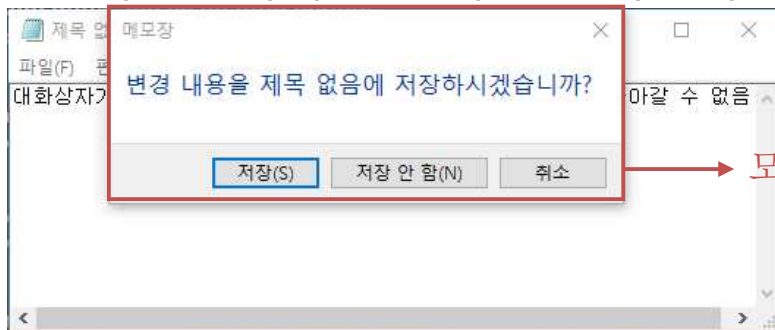 제목 없
메모장
파일(F) 편
대화상자가
아갈 수 없음
변경 내용을 제목 없음에 저장하시겠습니까?
저장(S)
저장 안 함(N)
취소
모